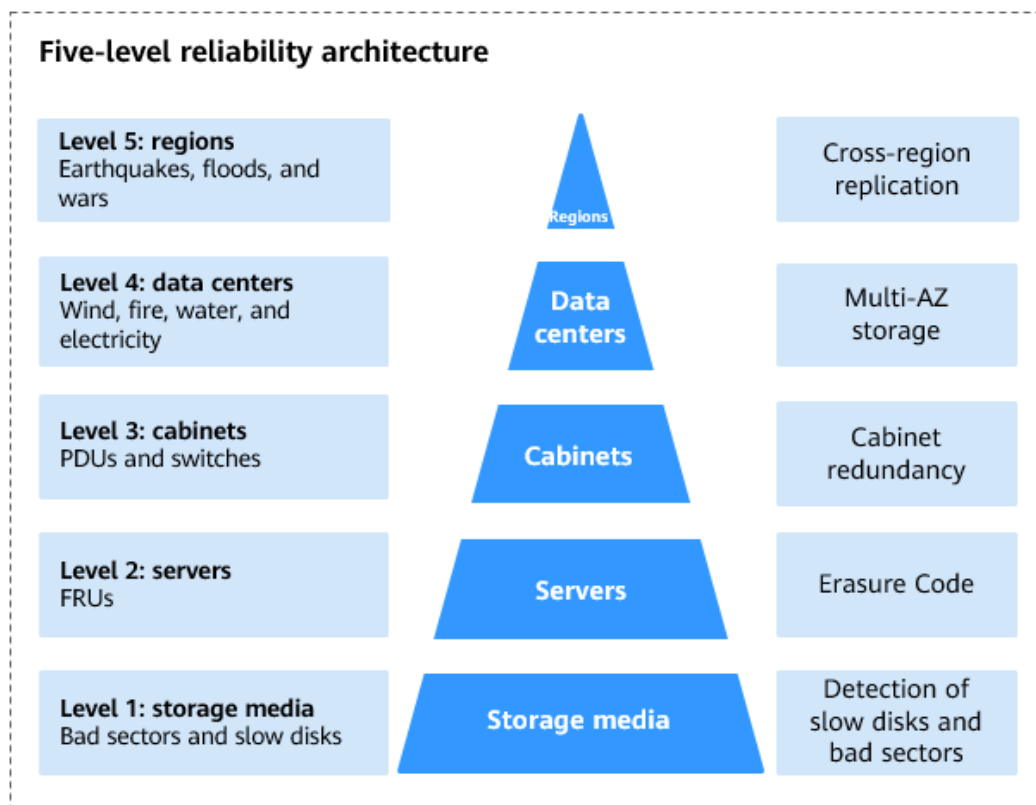 Five-level reliability architecture
Level 5: regions
Earthquakes, floods, and
wars
Regions
Cross-region
replication
Level 4: data centers
Wind, fire, water, and
electricity
Data
centers
Multi-AZ
storage
Level 3: cabinets
PDUs and switches
Cabinets
Cabinet
redundancy
Level 2: servers
FRUs
Servers
Erasure Code
Level 1: storage media
Bad sectors and slow disks
Storage media
Detection of
slow disks and
bad sectors